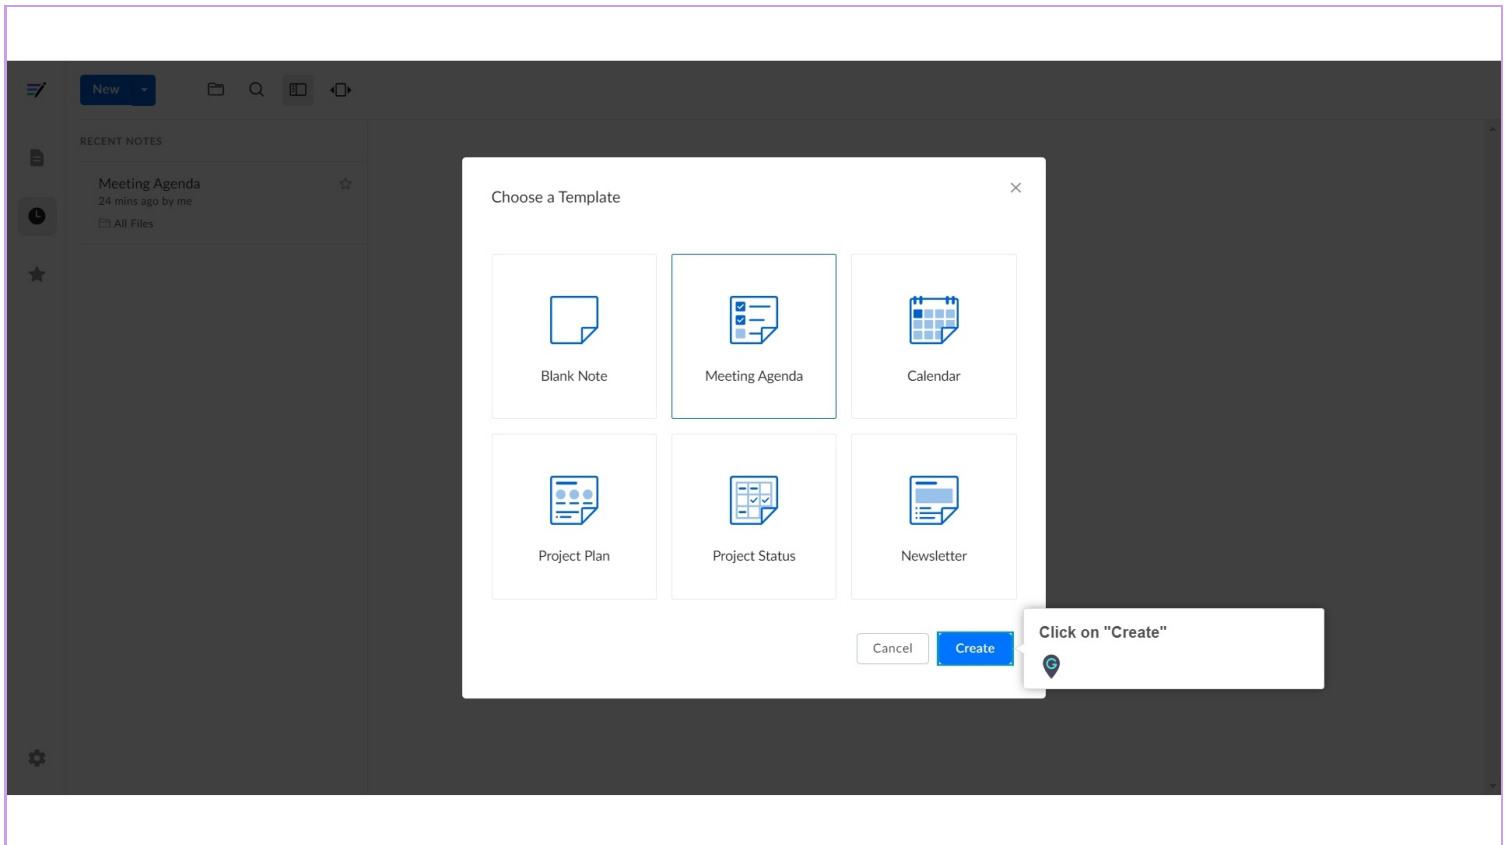 New
RECENT NOTES
Meeting Agenda
24 mins ago by me
All Files
Choose a Template
Blank Note
Meeting Agenda
Calendar
Project Plan
Project Status
Newsletter
Cancel
Create
Click on "Create"
G